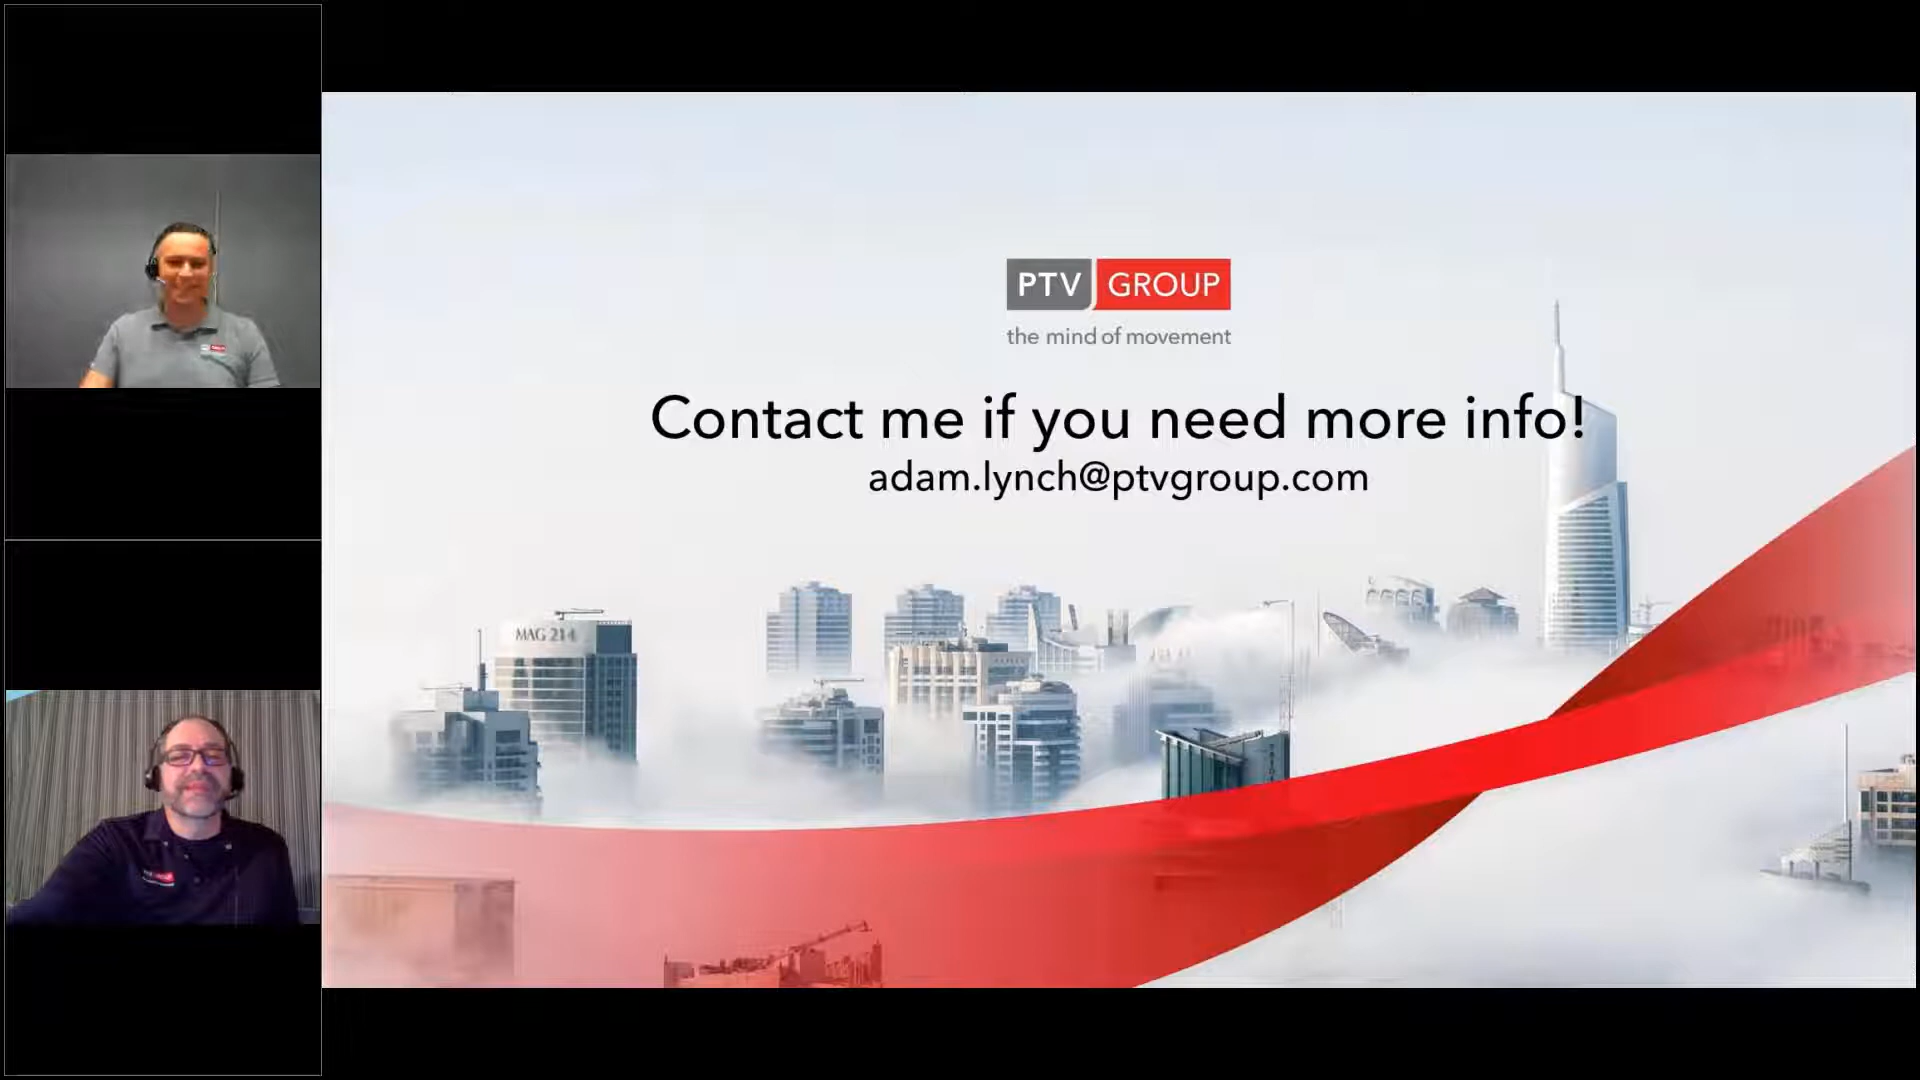 PTV GROUP
the mind of movement
Contact me if you need more info!
adam.lynch@ptvgroup.com
MAG 214